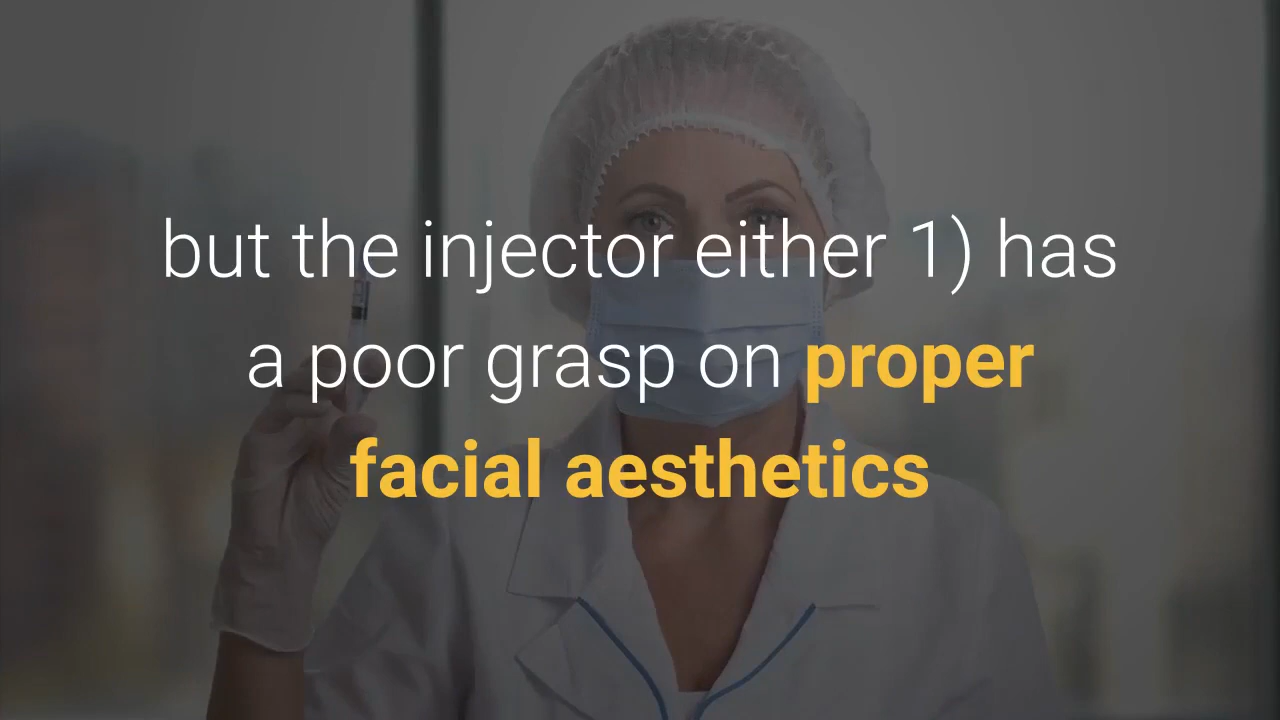 but the injector either 1) has
a poor grasp on proper
facial aesthetics